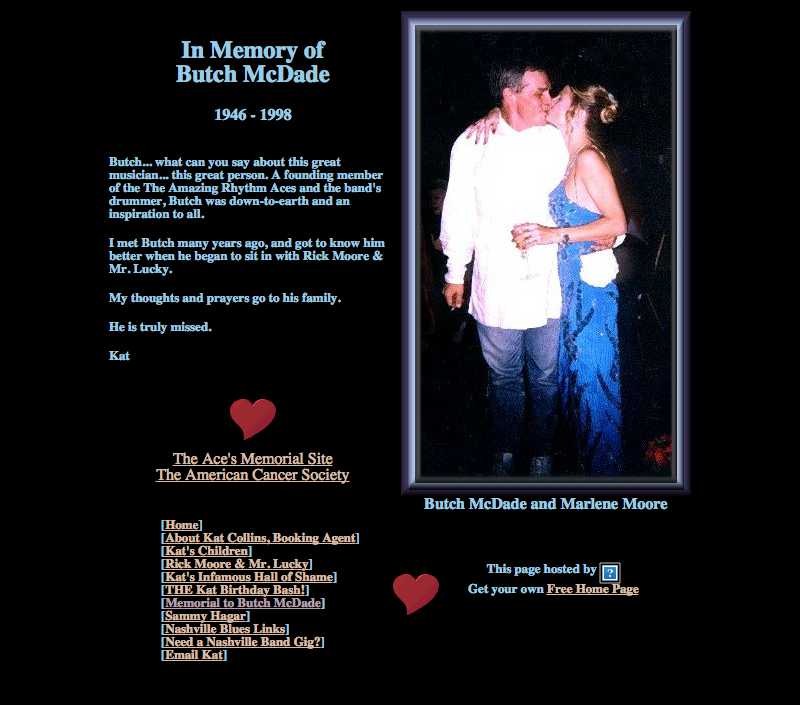 In Memory of
Butch McDade
1946 - 1998
Butch... what can you say about this great
musician... this great person. A founding member
of the The Amazing Rhythm Aces and the band's
drummer, Butch was down-to-earth and an
inspiration to all.
I met Butch many years ago, and got to know him
better when he began to sit in with Rick Moore &
Mr. Lucky.
My thoughts and prayers go to his family.
He is truly missed.
Kat
The Ace's Memorial Site
The American Cancer Society
[Home]
[About Kat Collins, Booking Agent]
[Kat's Children]
[Rick Moore & Mr. Lucky]
[Kat's Infamous Hall of Shame]
[THE Kat Birthday Bash!]
[Memorial to Butch McDade]
[Sammy Hagar]
[Nashville Blues Links]
[Need a Nashville Band Gig?]
[Email Kat]
Butch McDade and Marlene Moore
This page hosted by ?
Get your own Free Home Page